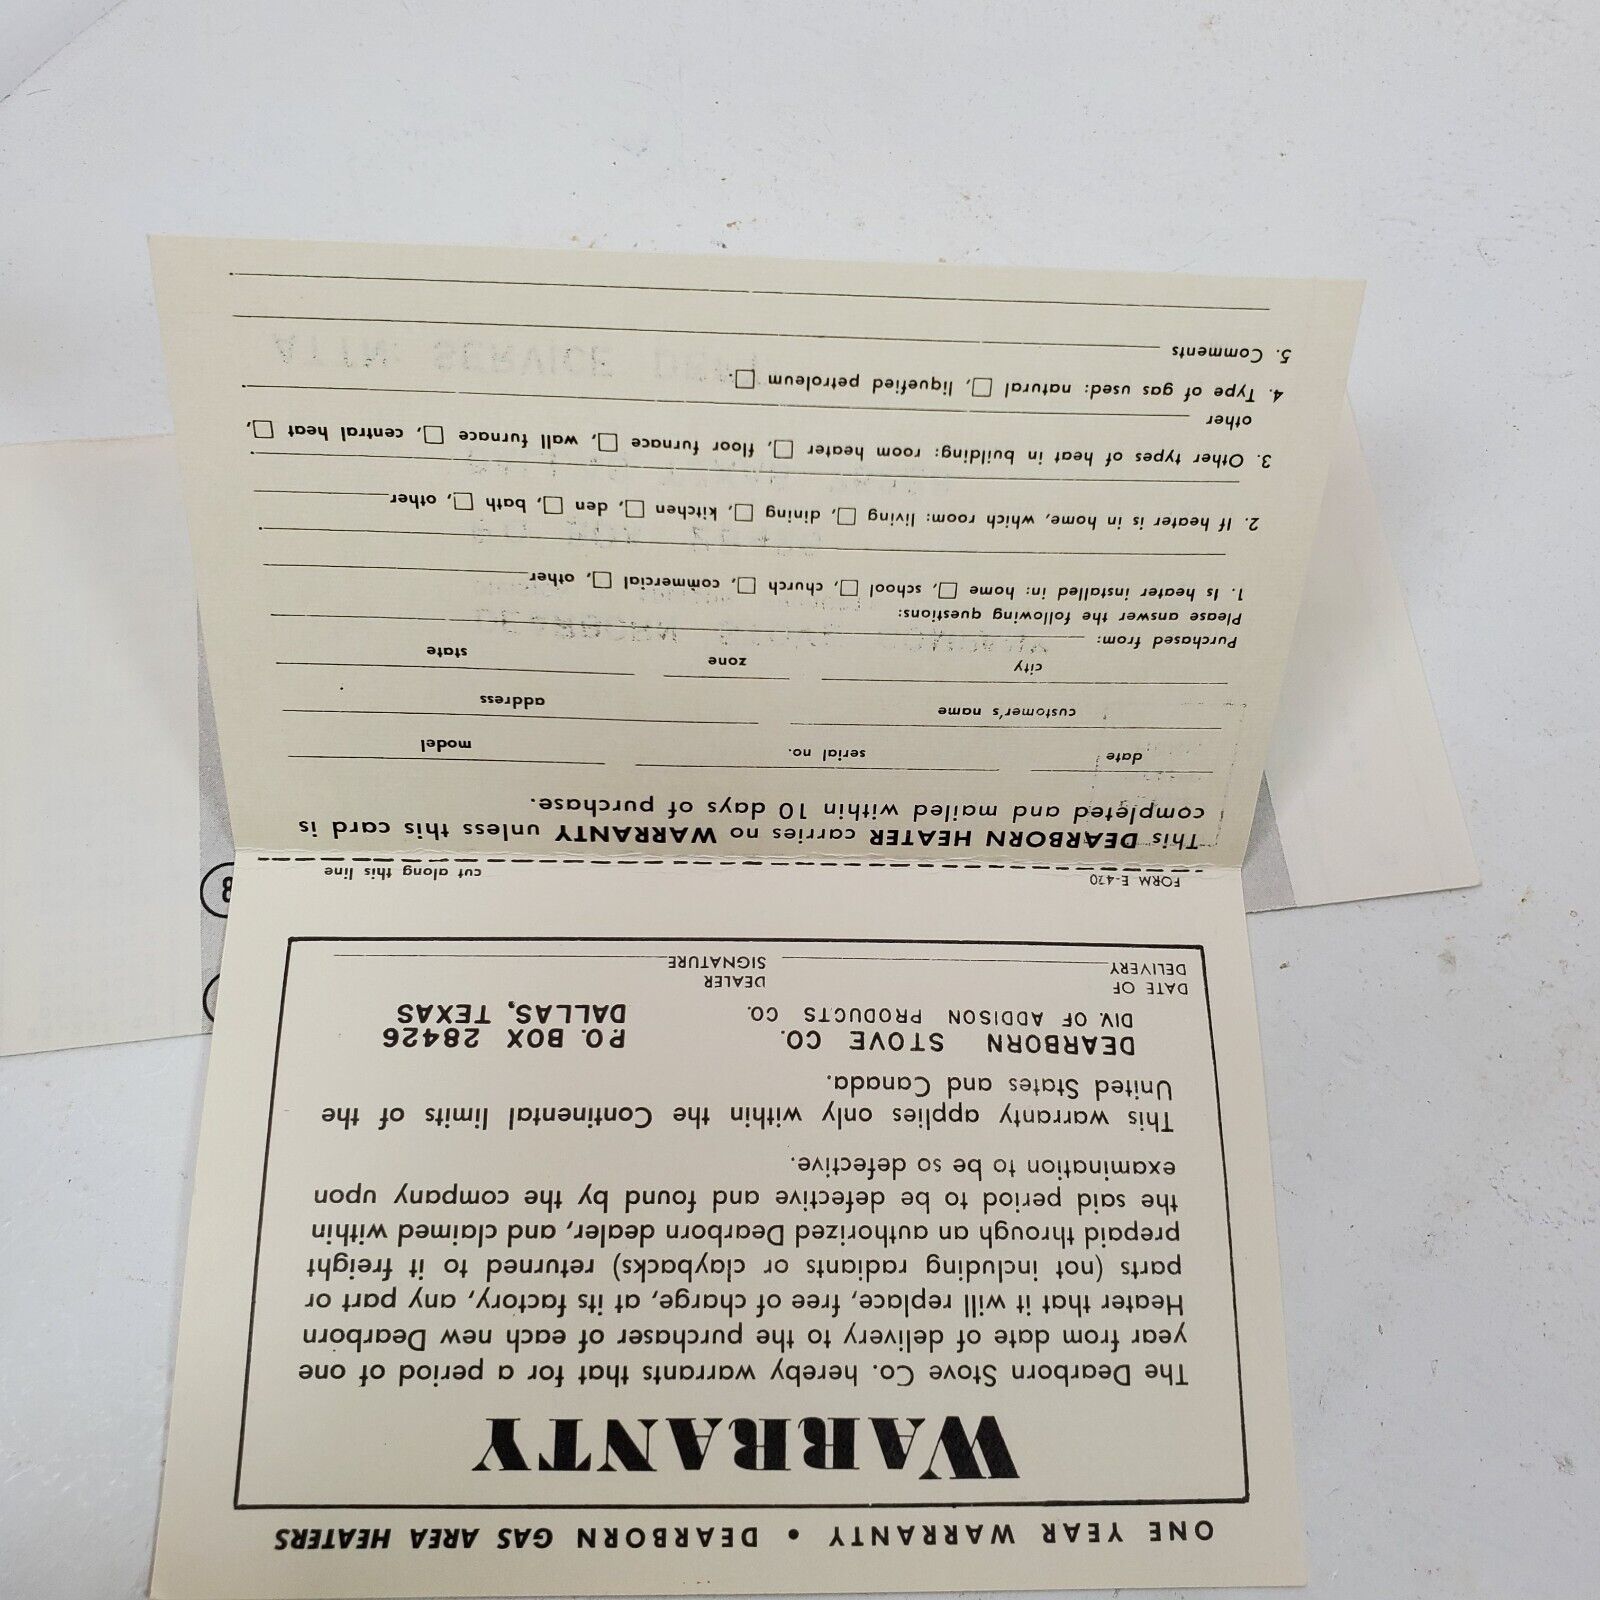 ONE YEAR WARRANTY • DEARBORN GAS AREA HEATERS
WARRANTY
The Dearborn Stove Co. hereby warrants that for a period of one
year from date of delivery to the purchaser of each new Dearborn
Heater that it will replace, free of charge, at its factory, any part or
parts (not including radiants or claybacks) returned to it freight
prepaid through an authorized Dearborn dealer, and claimed within
the said period to be defective and found by the company upon
examination to be so defective.
This warranty applies only within the Continental limits of the
United States and Canada.
DEARBORN STOVE CO. P.O. BOX 28426
DIV. OF ADDISON PRODUCTS CO. DALLAS, TEXAS
DATE OF DELIVERY DEALER SIGNATURE
FORM E-470 cut along this line
This DEARBORN HEATER carries no WARRANTY unless this card is
completed and mailed within 10 days of purchase.
date serial no. model
customer's name address
city zone state
Purchased from:
Please answer the following questions:
1. Is heater installed in: home □, school □, church □, commercial □, other
2. If heater is in home, which room: living □, dining □, kitchen □, den □, bath □, other
3. Other types of heat in building: room heater □, floor furnace □, wall furnace □, central heat □,
other
4. Type of gas used: natural □, liquefied petroleum □.
5. Comments
8